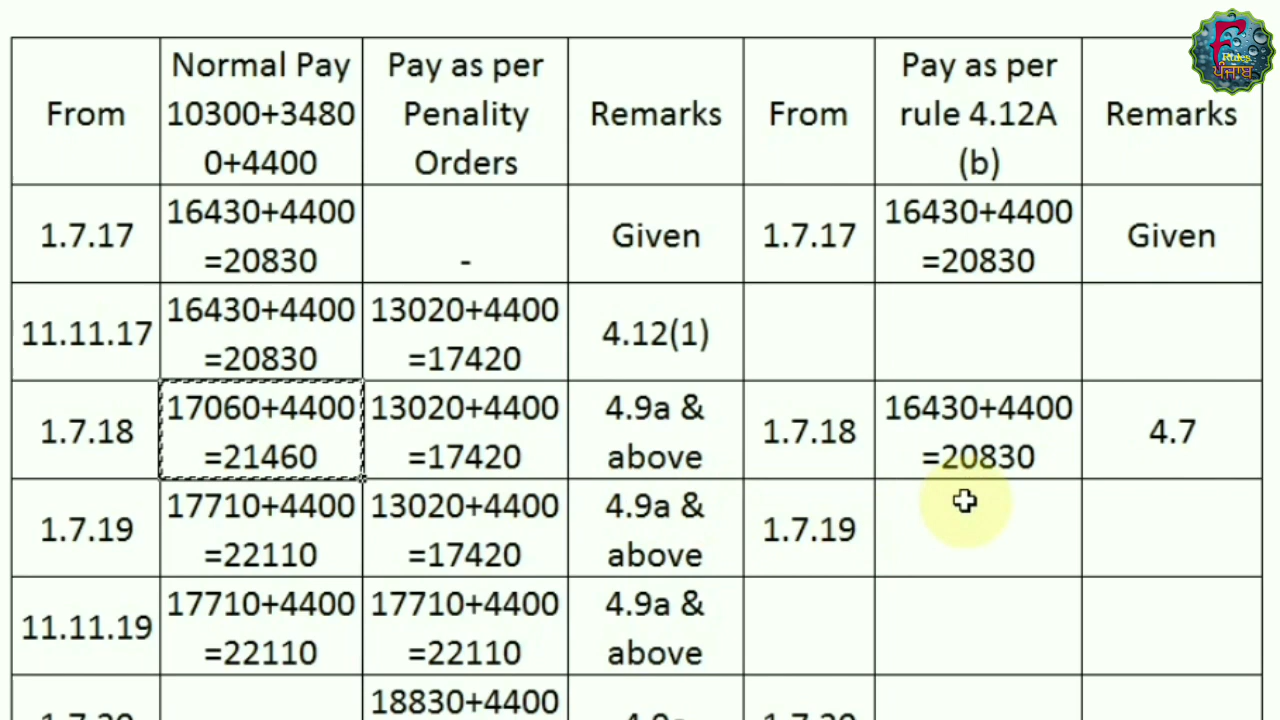 F
Rules
ਪੰਜਾਬ
From
Normal Pay
10300+3480
0+4400
Pay as per
Penality
Orders
Remarks
From
Pay as per
rule 4.12A
(b)
Remarks
1.7.17
16430+4400
=20830
-
Given
1.7.17
16430+4400
=20830
Given
11.11.17
16430+4400
=20830
13020+4400
=17420
4.12(1)
1.7.18
17060+4400
=21460
13020+4400
=17420
4.9a &
above
1.7.18
16430+4400
=20830
4.7
1.7.19
17710+4400
=22110
13020+4400
=17420
4.9a &
above
1.7.19
11.11.19
17710+4400
=22110
17710+4400
=22110
4.9a &
above
18830+4400